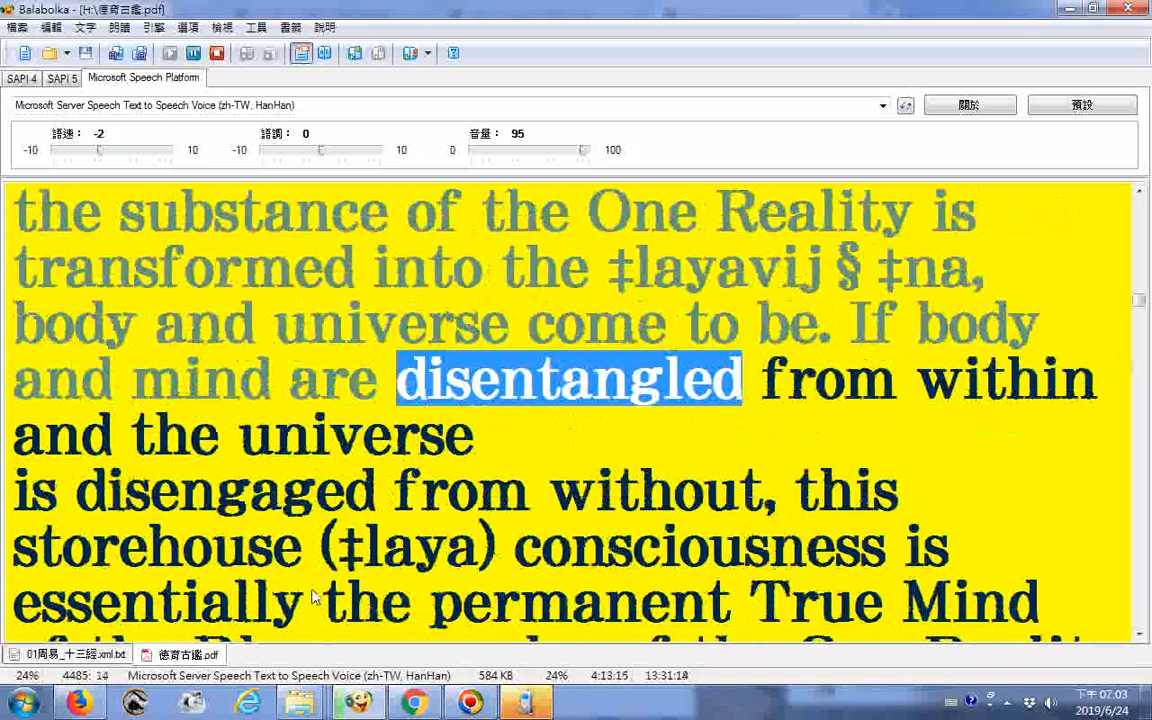 Balabolka - [H:\德育古鑑.pdf]
檔案 編輯 文字 朗讀 引擎 選項 檢視 工具 書籤 說明
SAPI 4 SAPI 5 Microsoft Speech Platform
Microsoft Server Speech Text to Speech Voice (zh-TW, HanHan) 關於 預設
語速： -2 語調： 0 音量： 95
-10 10 -10 10 0 100
the substance of the One Reality is
transformed into the ‡layavij § ‡na,
body and universe come to be. If body
and mind are disentangled from within
and the universe
is disengaged from without, this
storehouse (‡laya) consciousness is
essentially the permanent True Mind
01周易_十三經.xml.txt 德育古鑑.pdf
24% 4485: 14 Microsoft Server Speech Text to Speech Voice (zh-TW, HanHan) 584 KB 24% 4:13:15 13:31:18
下午 07:03
2019/6/24